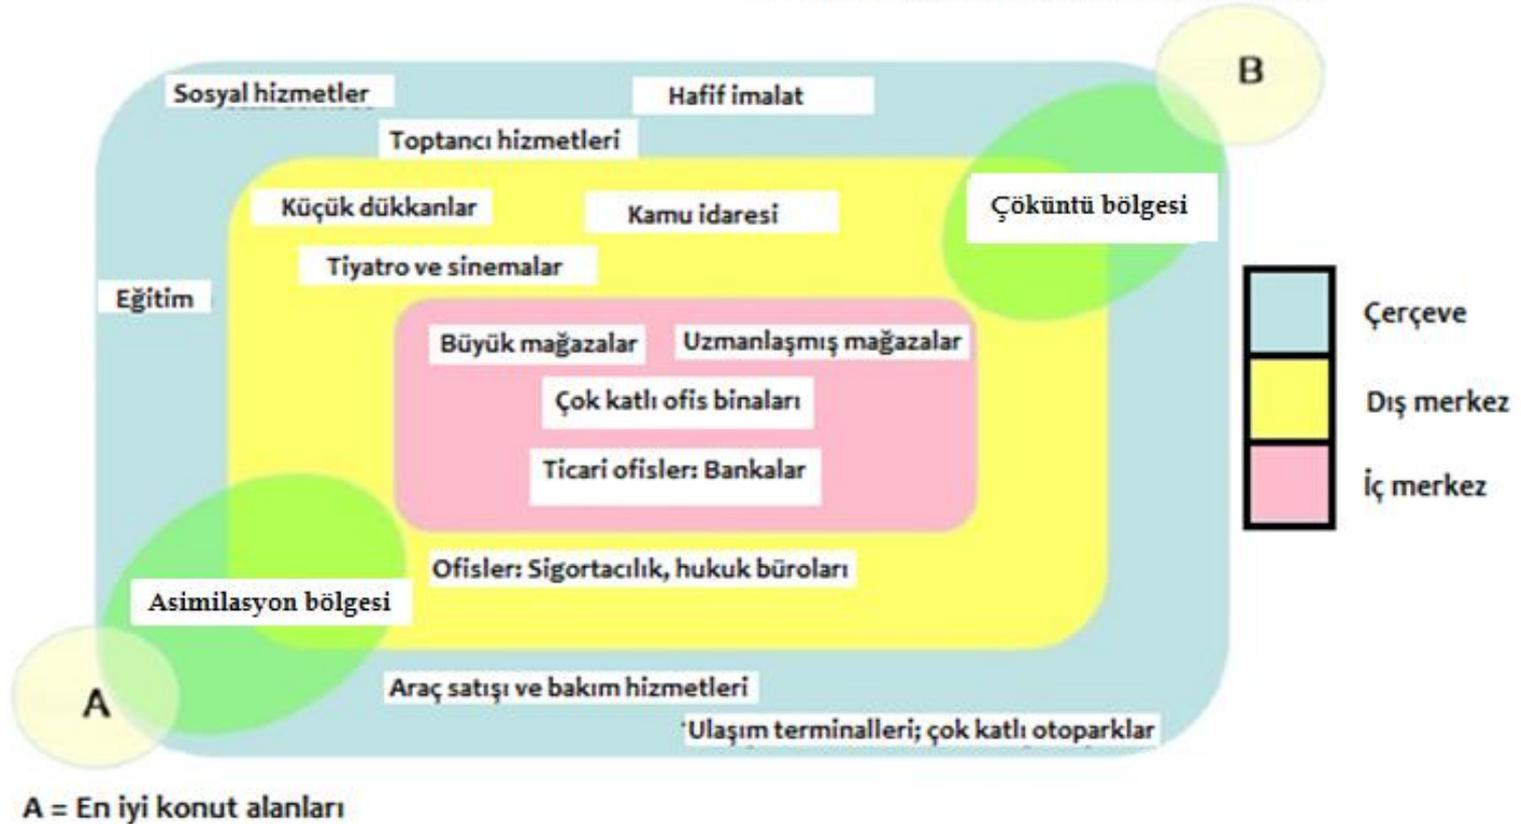 B
Sosyal hizmetler
Hafif imalat
Toptancı hizmetleri
Küçük dükkanlar
Kamu idaresi
Çöküntü bölgesi
Tiyatro ve sinemalar
Eğitim
Çerçeve
Büyük mağazalar
Uzmanlaşmış mağazalar
Çok katlı ofis binaları
Dış merkez
Ticari ofisler: Bankalar
İç merkez
Ofisler: Sigortacılık, hukuk büroları
Asimilasyon bölgesi
Araç satışı ve bakım hizmetleri
A
Ulaşım terminalleri; çok katlı otoparklar
A = En iyi konut alanları